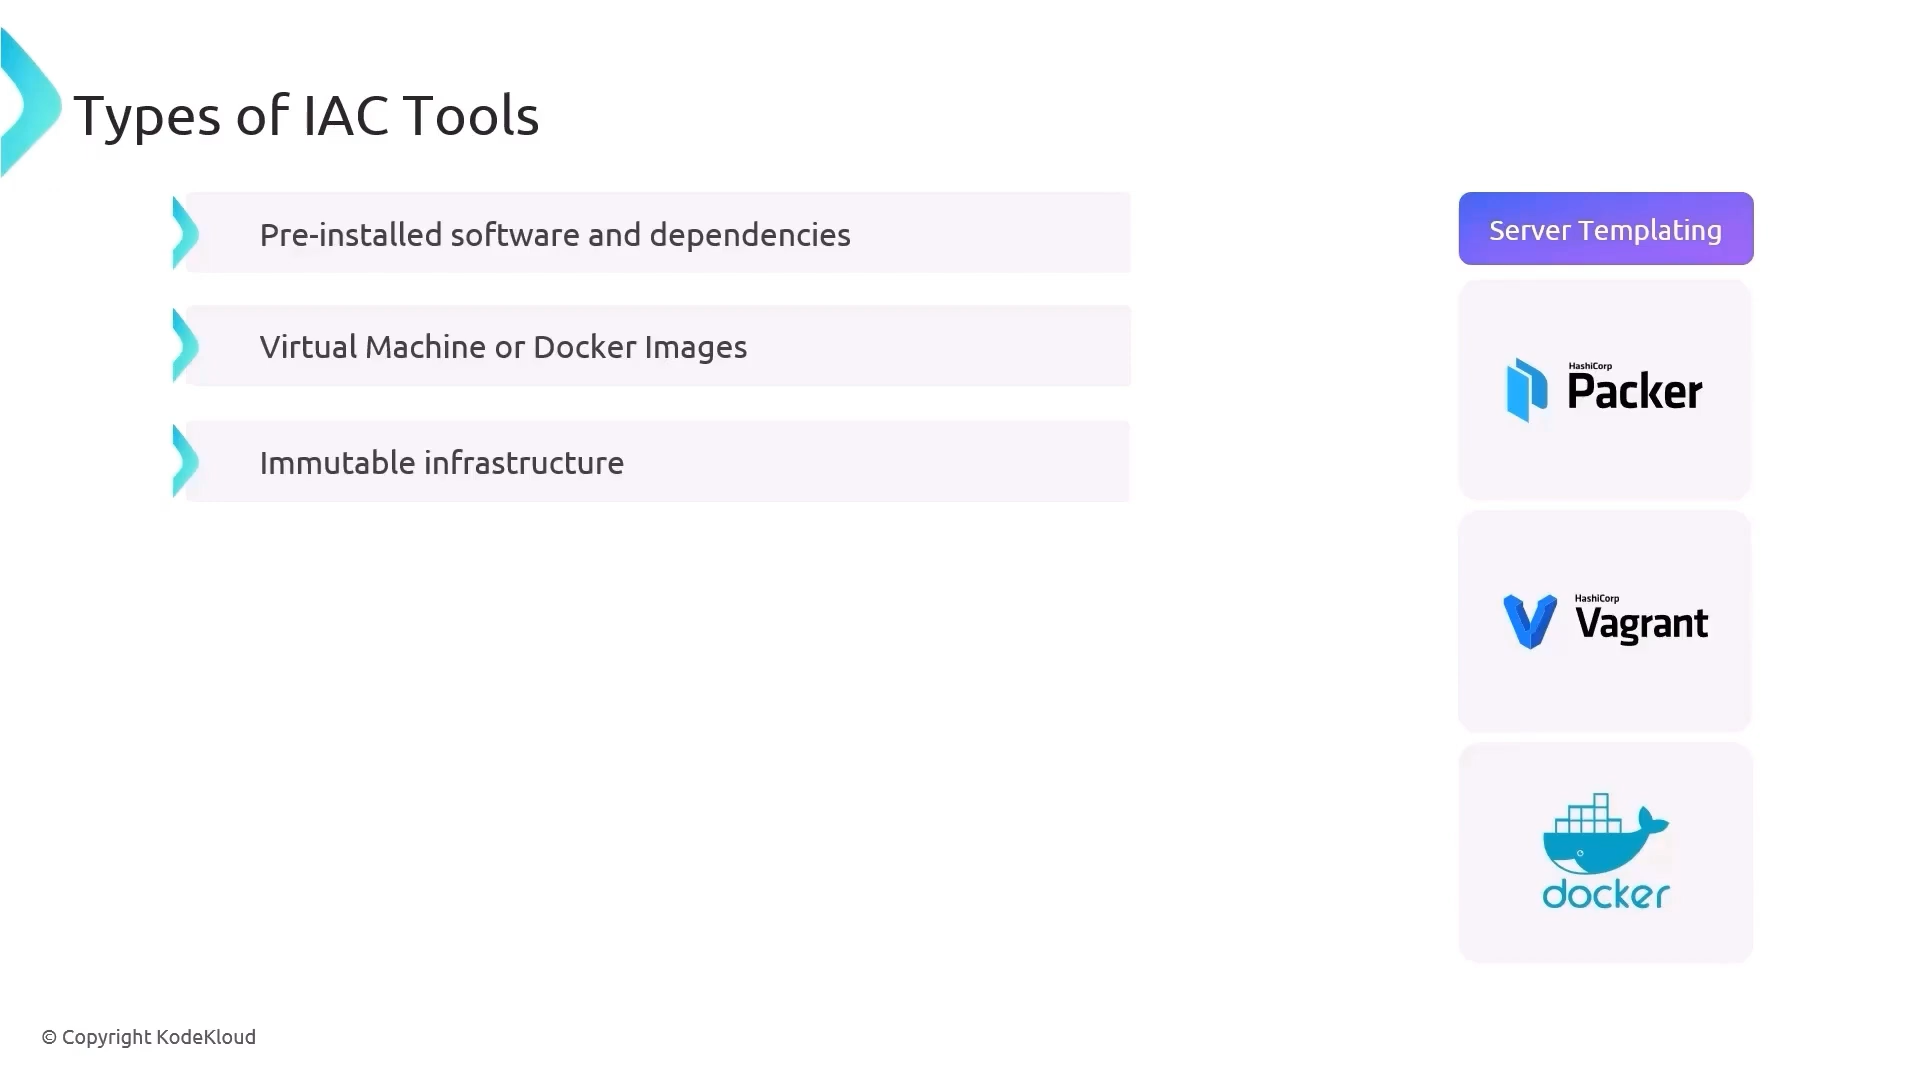 Types of IAC Tools
Pre-installed software and dependencies
Virtual Machine or Docker Images
Immutable infrastructure
Server Templating
HashiCorp
Packer
HashiCorp
Vagrant
docker
© Copyright KodeKloud